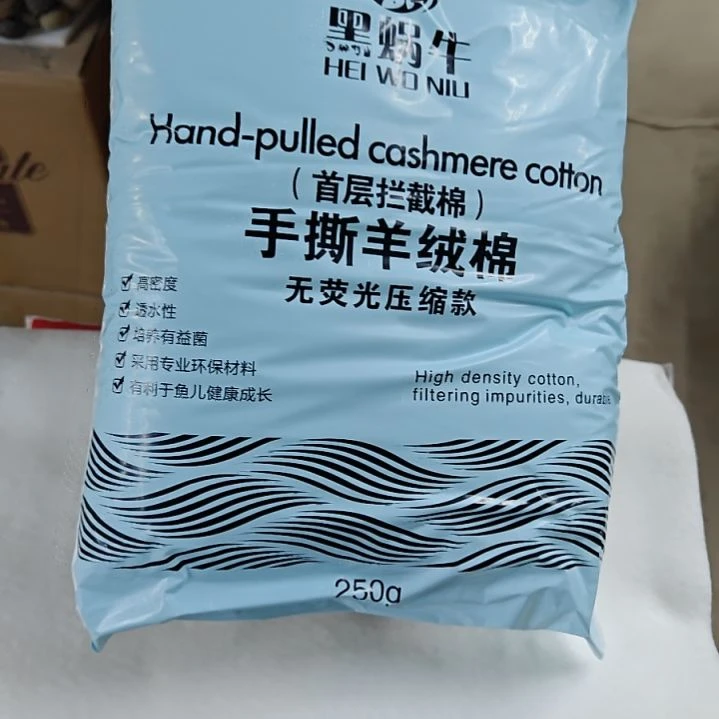 黑蜗牛
HEI WO NIU
Hand-pulled cashmere cotton
（首层拦截棉）
手撕羊绒棉
无荧光压缩款
高密度
透水性
培养有益菌
采用专业环保材料
有利于鱼儿健康成长
High density cotton,
filtering impurities, durable
250g